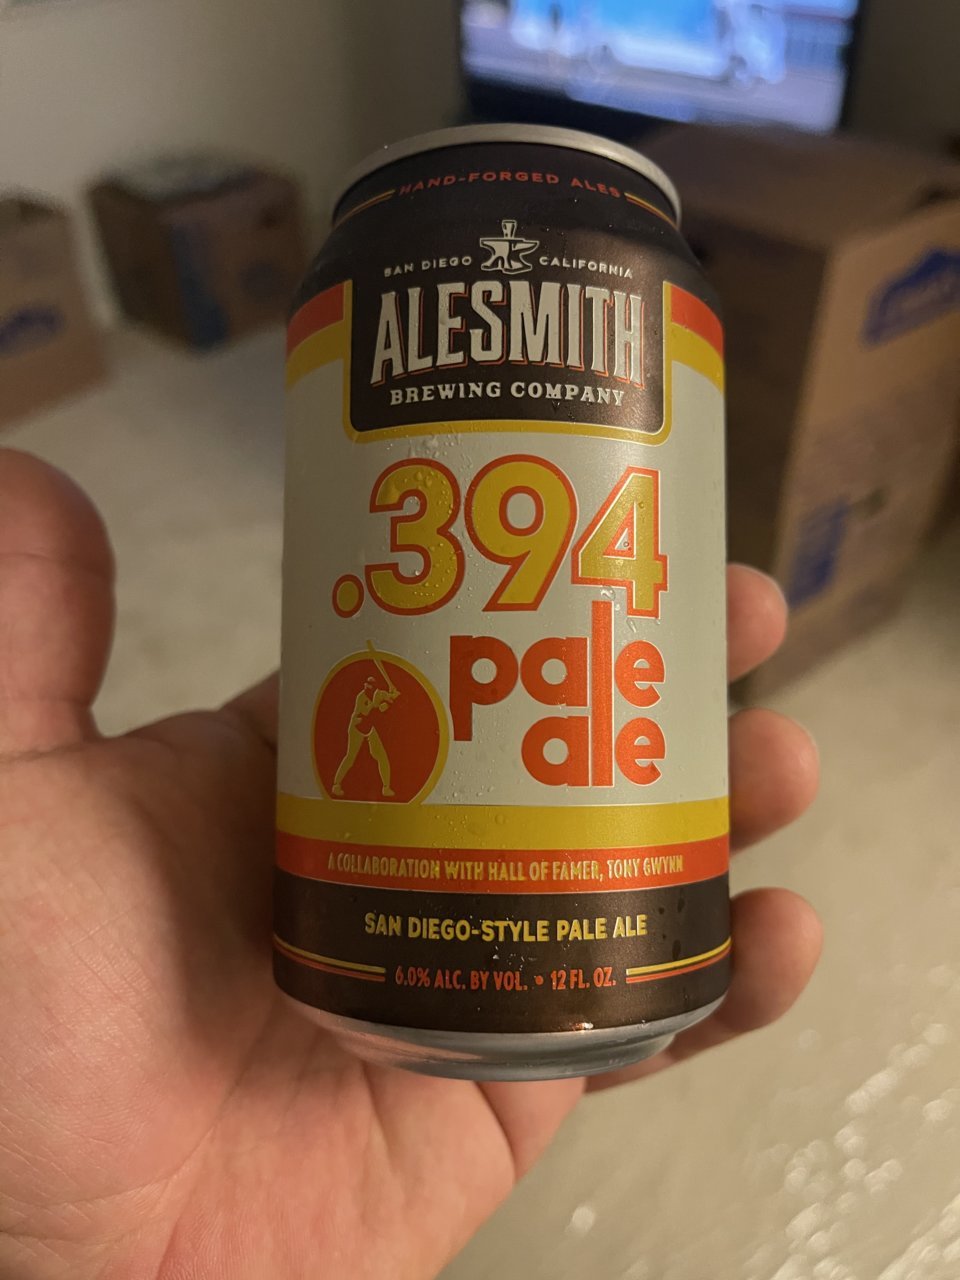 HAND-FORGED ALES
SAN DIEGO CALIFORNIA
ALESMITH
BREWING COMPANY
.394
pale
ale
A COLLABORATION WITH HALL OF FAMER, TONY GWYNN
SAN DIEGO-STYLE PALE ALE
6.0% ALC. BY VOL. • 12 FL. OZ.